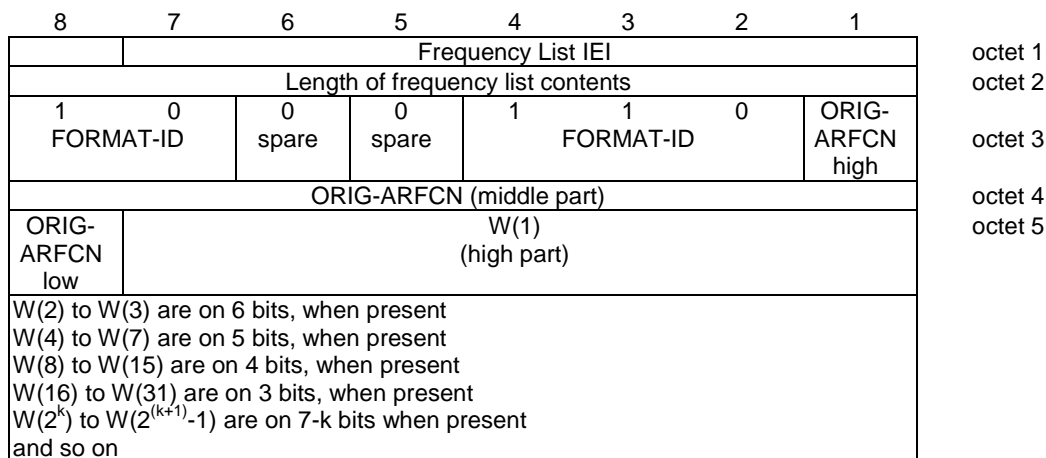 8 7 6 5 4 3 2 1
Frequency List IEI octet 1
Length of frequency list contents octet 2
1 0 0 0 1 1 0 ORIG-
FORMAT-ID spare spare FORMAT-ID ARFCN octet 3
high
ORIG-ARFCN (middle part) octet 4
ORIG- W(1) octet 5
ARFCN (high part)
low
W(2) to W(3) are on 6 bits, when present
W(4) to W(7) are on 5 bits, when present
W(8) to W(15) are on 4 bits, when present
W(16) to W(31) are on 3 bits, when present
W(2^k) to W(2^(k+1)-1) are on 7-k bits when present
and so on